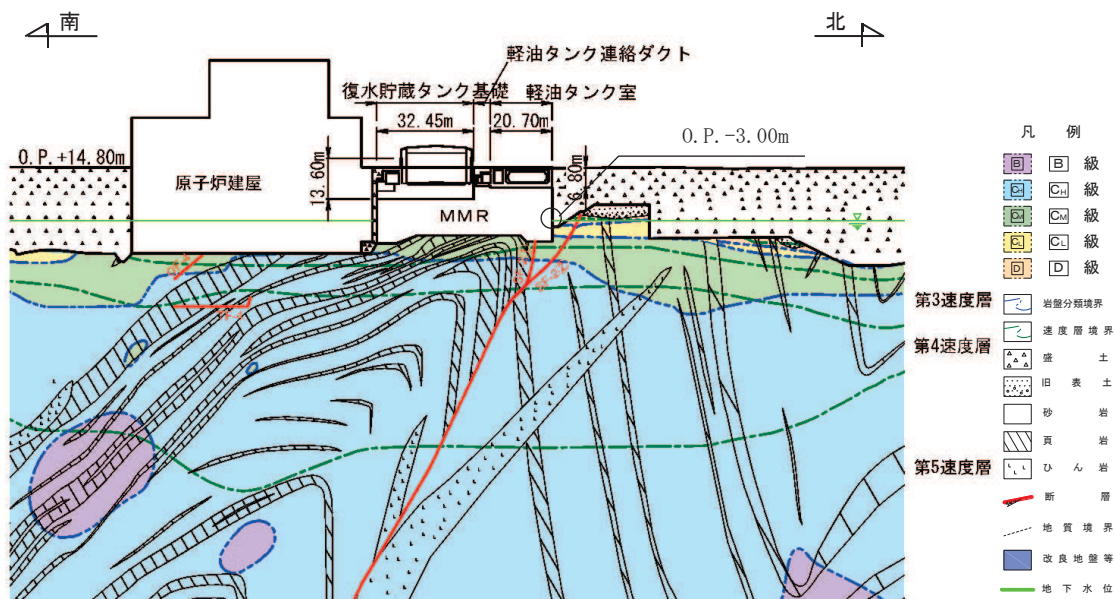 南
北
軽油タンク連絡ダクト
復水貯蔵タンク基礎
軽油タンク室
32.45m
20.70m
O.P.-3.00m
O.P.+14.80m
13.60m
6.80m
原子炉建屋
MMR
凡 例
B B 級
CH CH 級
CM CM 級
CL CL 級
D D 級
第3速度層
岩盤分類境界
速度層境界
第4速度層
盛 土
旧 表 土
砂 岩
頁 岩
第5速度層
ひ ん 岩
断 層
地 質 境 界
改 良 地 盤 等
地 下 水 位